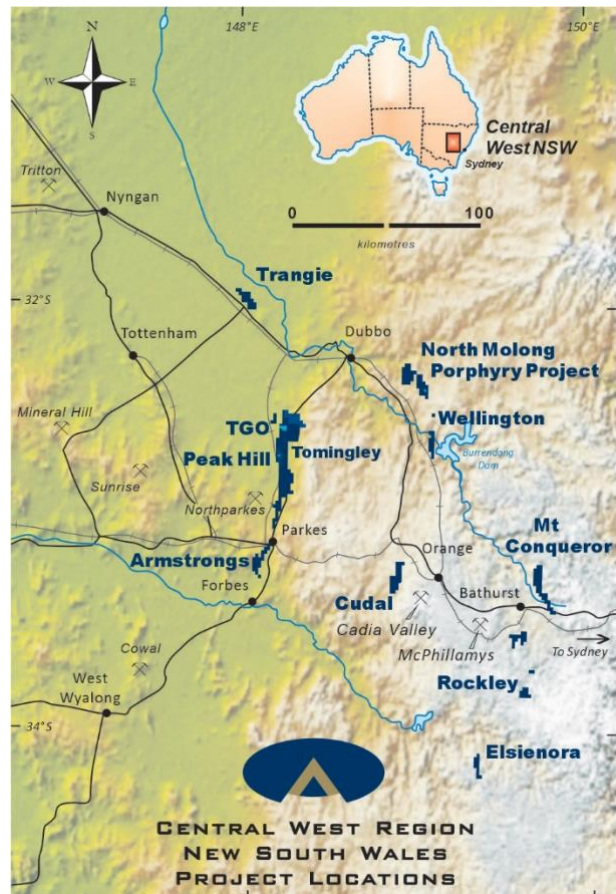 148°E
150°E
N
W
E
S
Central
West NSW
Sydney
Tritton
Nyngan
0
100
kilometres
Trangie
32°S
Dubbo
Tottenham
North Molong
Porphyry Project
Mineral Hill
TGO
Wellington
Peak Hill
Tomingley
Burrendong
Dam
Sunrise
Northparkes
Parkes
Mt
Conqueror
Armstrongs
Orange
Forbes
Cudal
Bathurst
Cadia Valley
McPhillamys
To Sydney
Cowal
West
Wyalong
Rockley
34°S
Elsienora
CENTRAL WEST REGION
NEW SOUTH WALES
PROJECT LOCATIONS